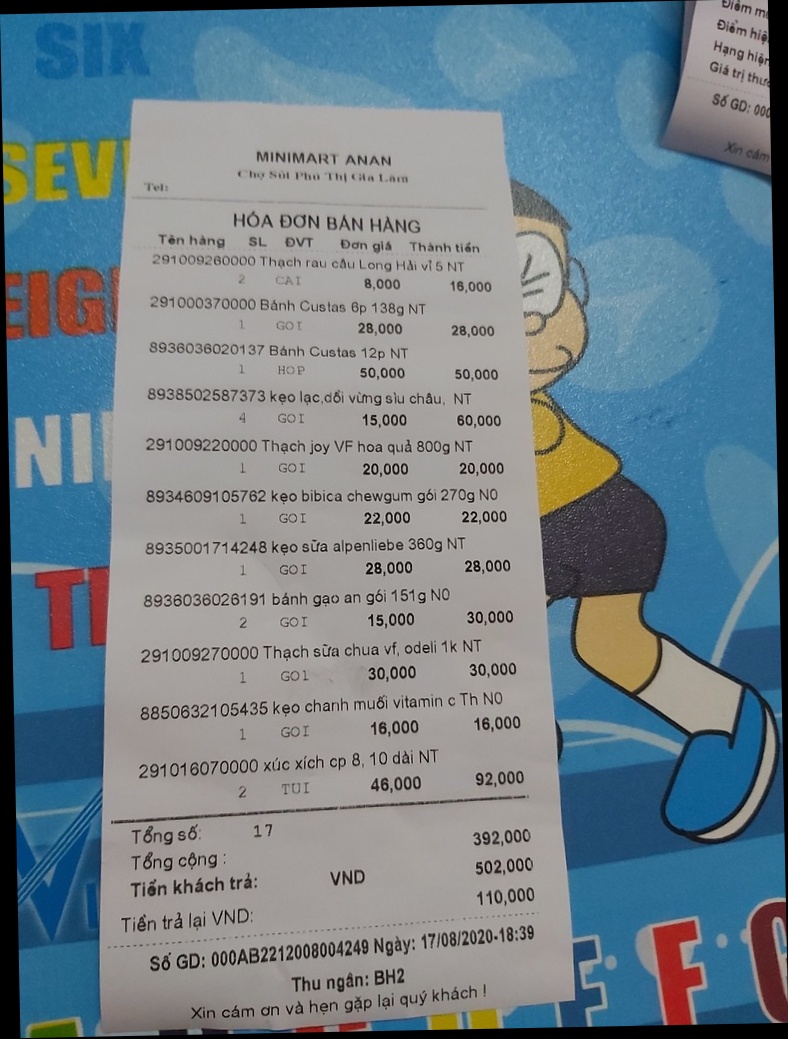 SIX
SEV
EIG
NI
T
Điểm hiệ
Hạng hiện
Giá trị thư
Số GD: 000
Xin cám
MINIMART ANAN
Chợ Sủi Phú Thị Gia Lâm
Tel:
HÓA ĐƠN BÁN HÀNG
Tên hàng SL ĐVT Đơn giá Thành tiền
291009260000 Thạch rau câu Long Hải vỉ 5 NT
2 CAI 8,000 16,000
291000370000 Bánh Custas 6p 138g NT
1 GOI 28,000 28,000
8936036020137 Bánh Custas 12p NT
1 HOP 50,000 50,000
8938502587373 kẹo lạc,dồi vừng sìu châu, NT
4 GOI 15,000 60,000
291009220000 Thạch joy VF hoa quả 800g NT
1 GOI 20,000 20,000
8934609105762 kẹo bibica chewgum gói 270g N0
1 GOI 22,000 22,000
8935001714248 kẹo sữa alpenliebe 360g NT
1 GOI 28,000 28,000
8936036026191 bánh gạo an gói 151g N0
2 GOI 15,000 30,000
291009270000 Thạch sữa chua vf, odeli 1k NT
1 GO1 30,000 30,000
8850632105435 kẹo chanh muối vitamin c Th N0
1 GOI 16,000 16,000
291016070000 xúc xích cp 8, 10 dài NT
2 TUI 46,000 92,000
Tổng số: 17
Tổng cộng : 392,000
Tiền khách trả: VND 502,000
Tiền trả lại VND: 110,000
Số GD: 000AB2212008004249 Ngày: 17/08/2020-18:39
Thu ngân: BH2
Xin cám ơn và hẹn gặp lại quý khách !
F F